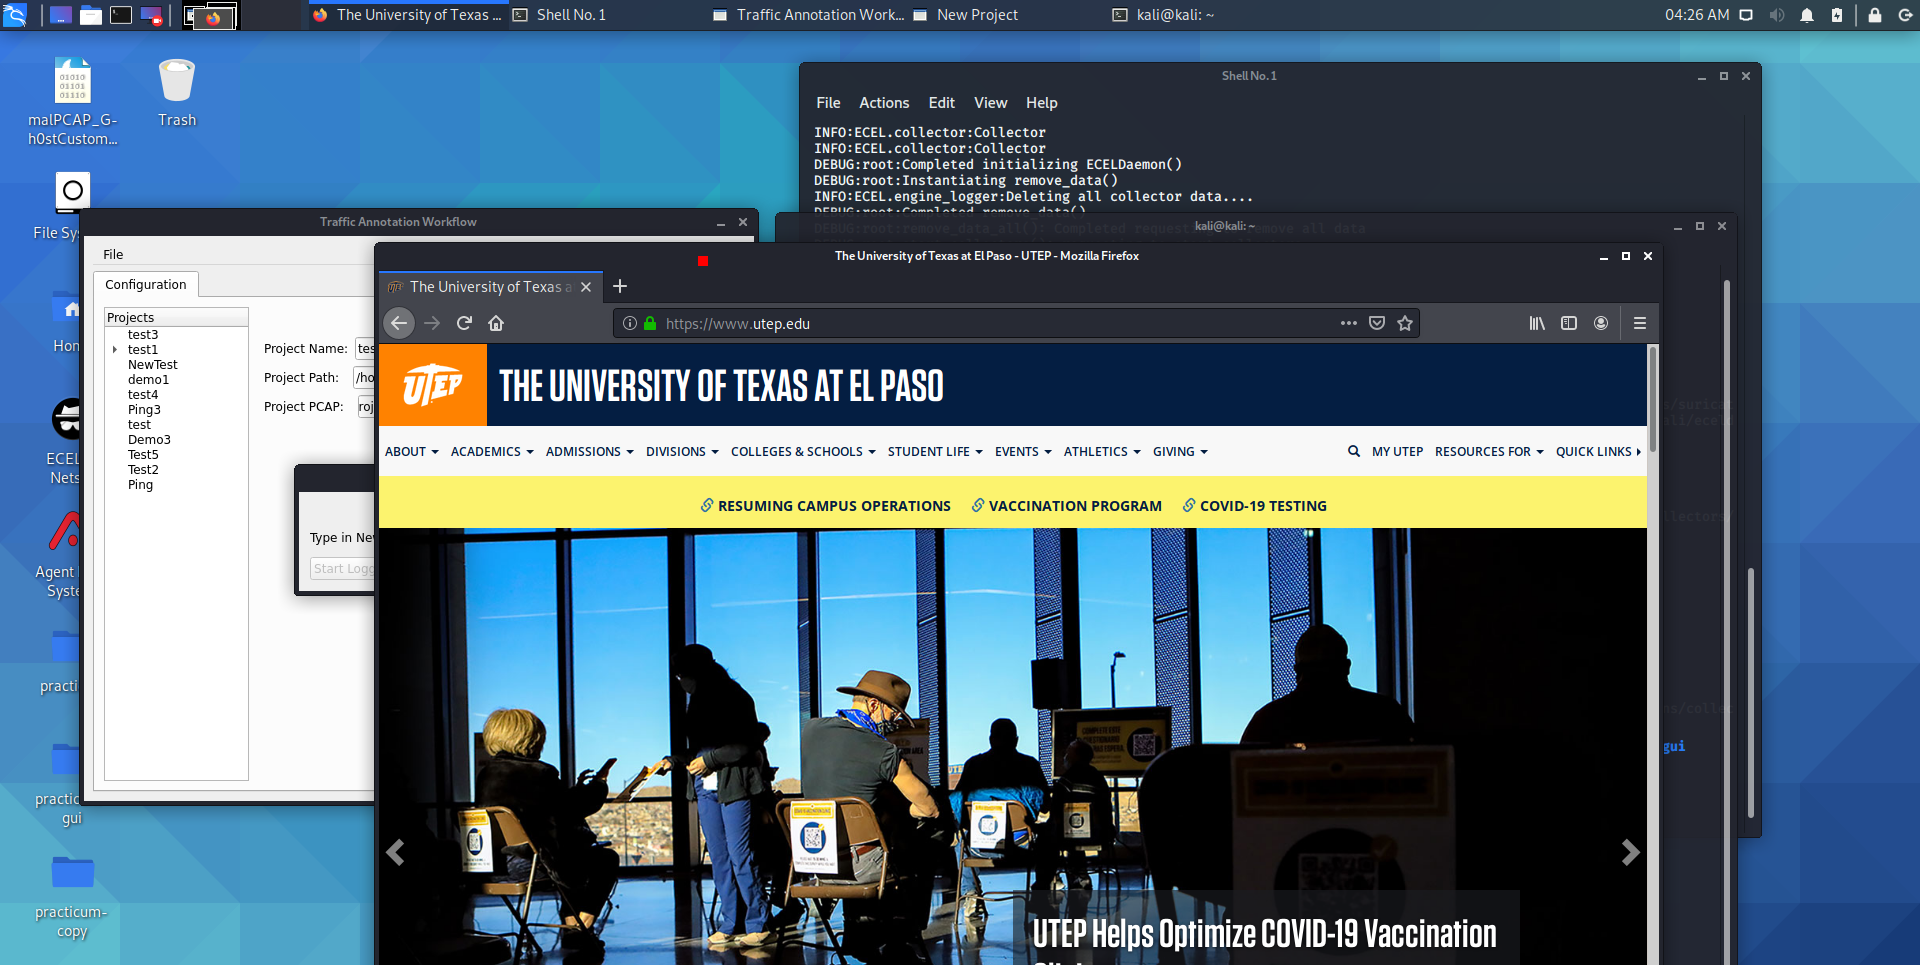 The University of Texas ...
Shell No. 1
Traffic Annotation Work...
New Project
kali@kali: ~
04:26 AM
malPCAP_G-
h0stCustom...
Trash
File Sys
Hon
ECEL
Nets
Agent
Syste
practi
practic
gui
practicum-
copy
Shell No. 1
File Actions Edit View Help
INFO:ECEL.collector:Collector
INFO:ECEL.collector:Collector
DEBUG:root:Completed initializing ECELDaemon()
DEBUG:root:Instantiating remove_data()
INFO:ECEL.engine_logger:Deleting all collector data....
DEBUG:root:Completed remove_data()
kali@kali: ~
gui
Traffic Annotation Workflow
File
Configuration
Projects
test3
test1
NewTest
demo1
test4
Ping3
test
Demo3
Test5
Test2
Ping
Project Name: tes
Project Path: /ho
Project PCAP: roj
Type in Ne
Start Logg
The University of Texas at El Paso - UTEP - Mozilla Firefox
The University of Texas a
https://www.utep.edu
UTEP
THE UNIVERSITY OF TEXAS AT EL PASO
ABOUT ACADEMICS ADMISSIONS DIVISIONS COLLEGES & SCHOOLS STUDENT LIFE EVENTS ATHLETICS GIVING MY UTEP RESOURCES FOR QUICK LINKS
RESUMING CAMPUS OPERATIONS VACCINATION PROGRAM COVID-19 TESTING
UTEP Helps Optimize COVID-19 Vaccination